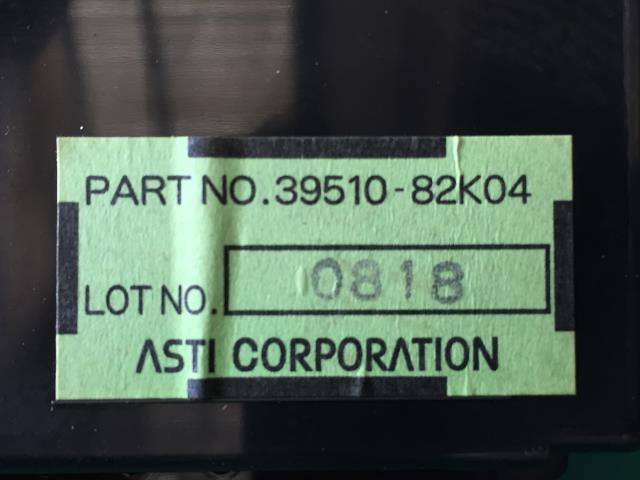 PART NO.39510-82K04
LOT NO. 0818
ASTI CORPORATION